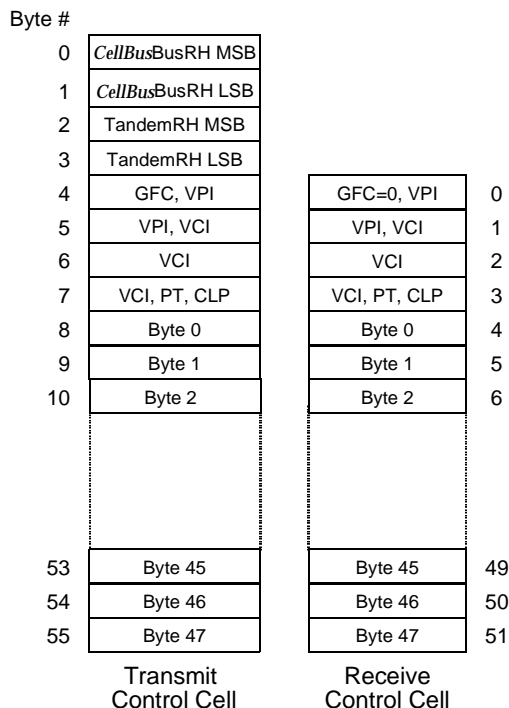 Byte #
0 CellBusBusRH MSB
1 CellBusBusRH LSB
2 TandemRH MSB
3 TandemRH LSB
4 GFC, VPI GFC=0, VPI 0
5 VPI, VCI VPI, VCI 1
6 VCI VCI 2
7 VCI, PT, CLP VCI, PT, CLP 3
8 Byte 0 Byte 0 4
9 Byte 1 Byte 1 5
10 Byte 2 Byte 2 6
53 Byte 45 Byte 45 49
54 Byte 46 Byte 46 50
55 Byte 47 Byte 47 51
Transmit Receive
Control Cell Control Cell